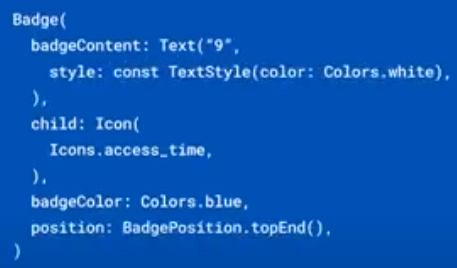 Badge(
  badgeContent: Text("9",
    style: const TextStyle(color: Colors.white),
  ),
  child: Icon(
    Icons.access_time,
  ),
  badgeColor: Colors.blue,
  position: BadgePosition.topEnd(),
)